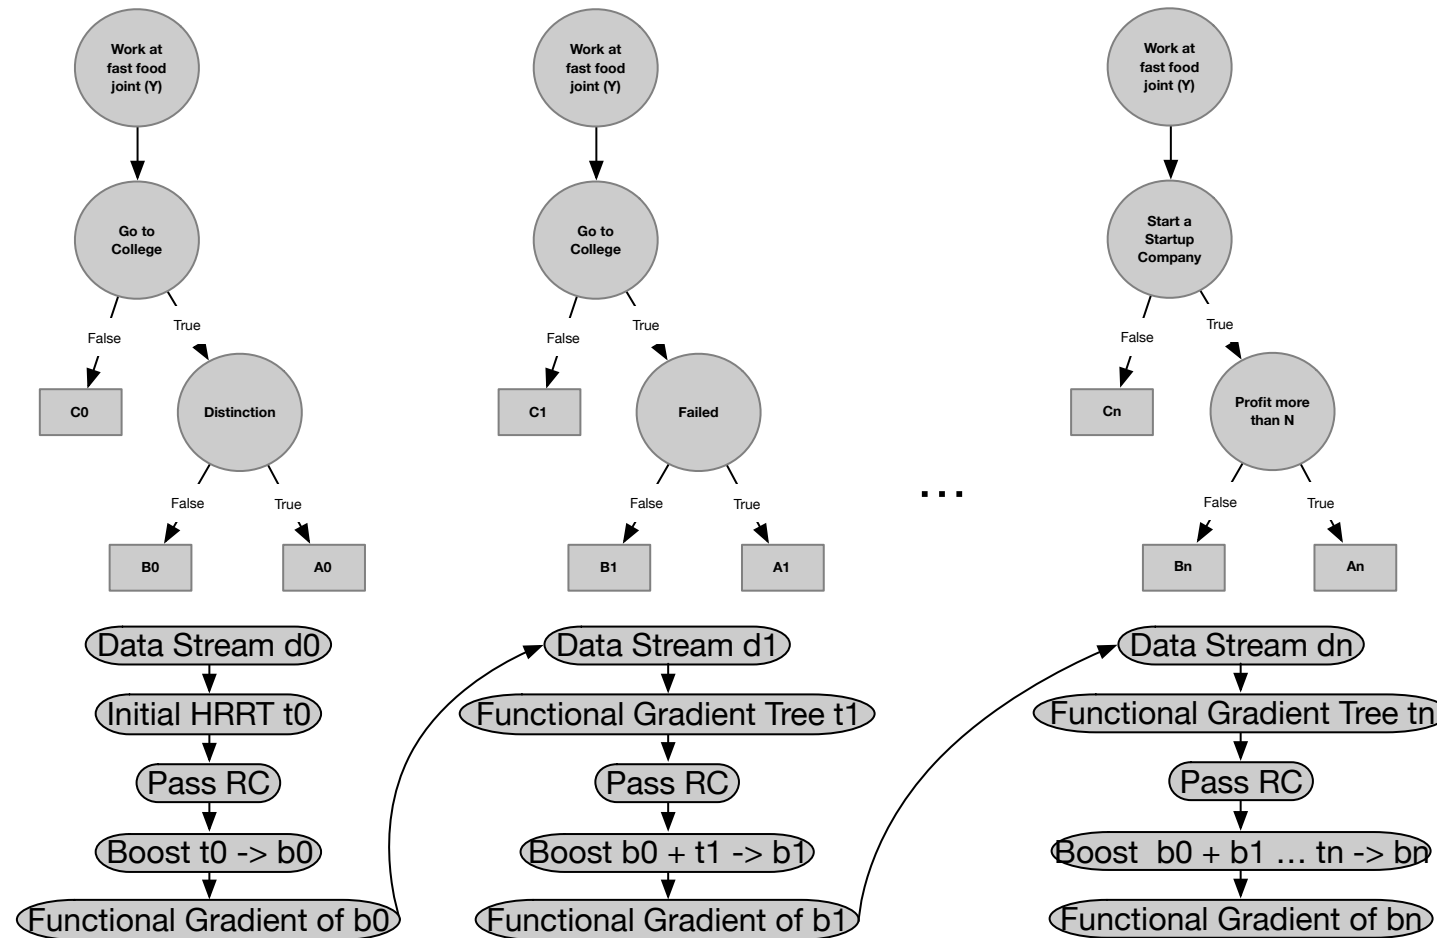 Work at
fast food
joint (Y)
Go to
College
False
True
C0
Distinction
False
True
B0
A0
Data Stream d0
Initial HRRT t0
Pass RC
Boost t0 -> b0
Functional Gradient of b0
Work at
fast food
joint (Y)
Go to
College
False
True
C1
Failed
False
True
B1
A1
Data Stream d1
Functional Gradient Tree t1
Pass RC
Boost b0 + t1 -> b1
Functional Gradient of b1
...
Work at
fast food
joint (Y)
Start a
Startup
Company
False
True
Cn
Profit more
than N
False
True
Bn
An
Data Stream dn
Functional Gradient Tree tn
Pass RC
Boost  b0 + b1 ... tn -> bn
Functional Gradient of bn